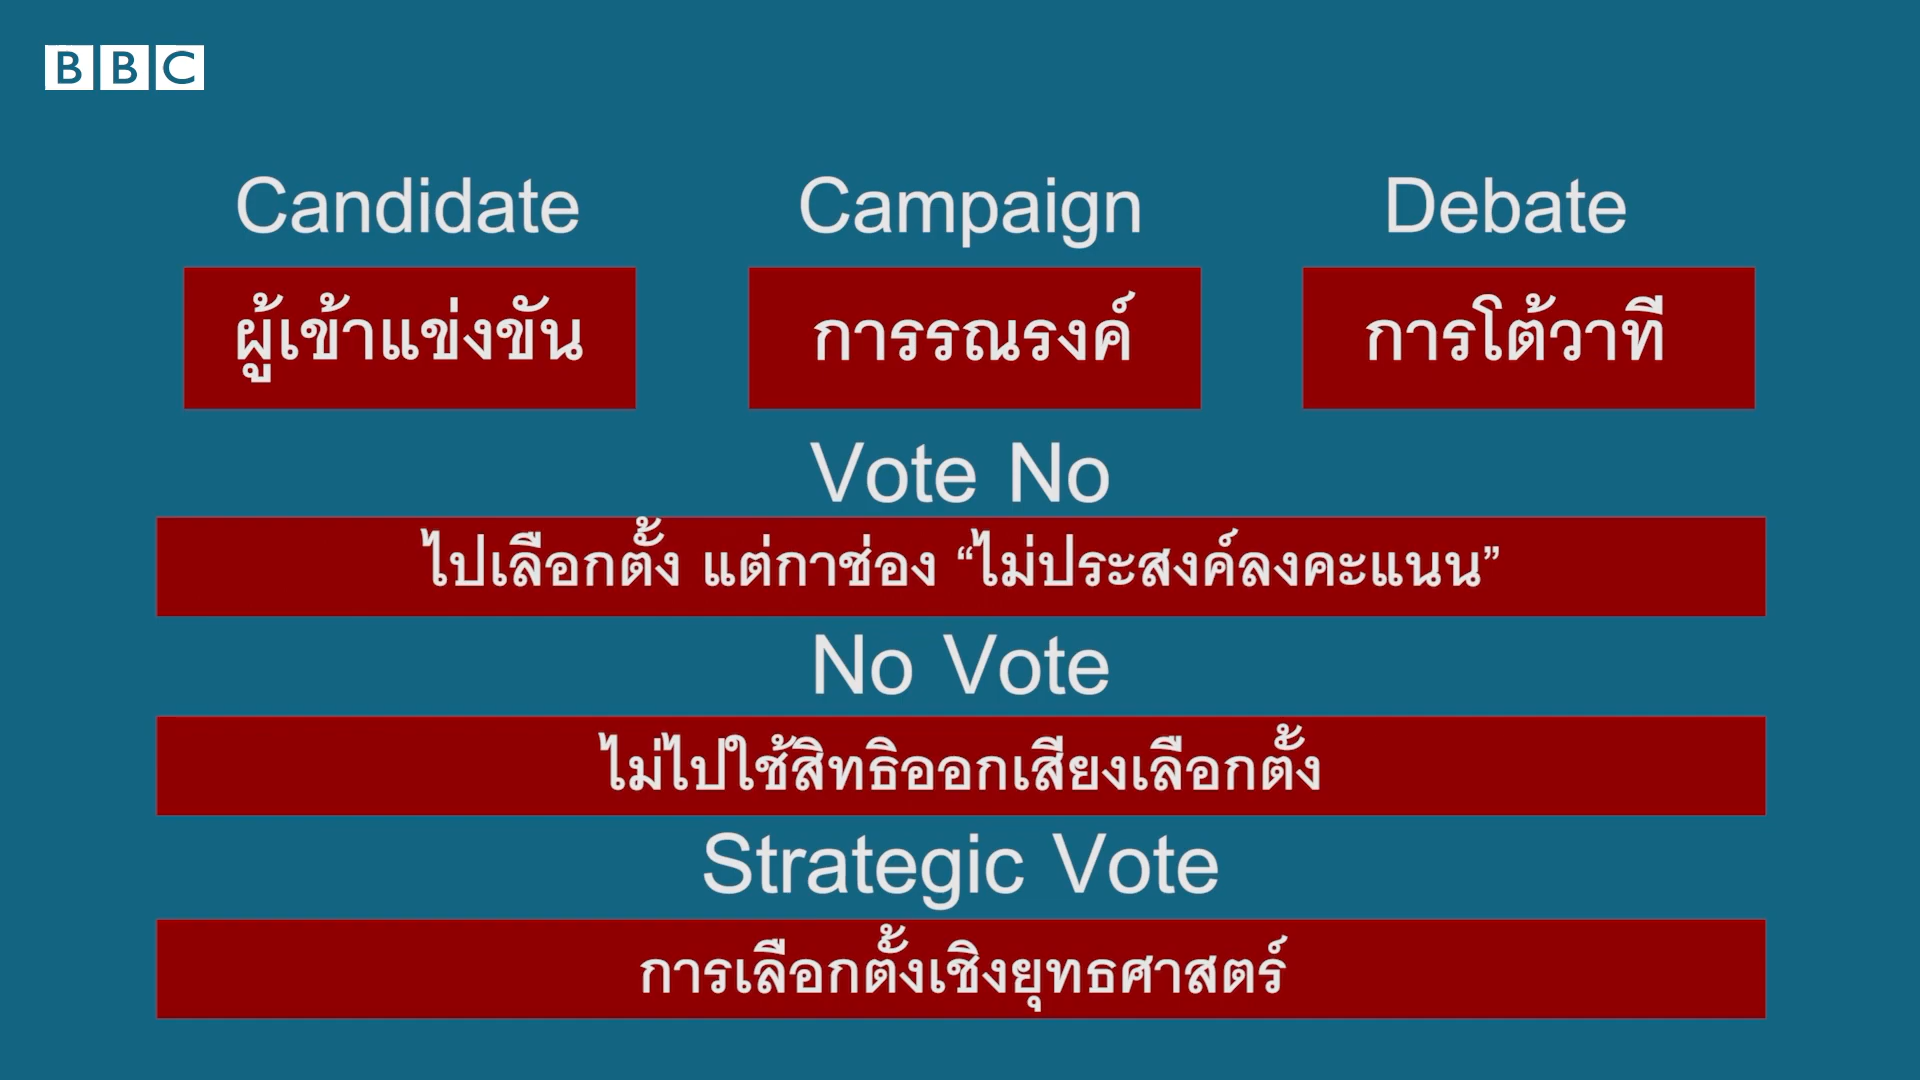 BBC
Candidate Campaign Debate
ผู้เข้าแข่งขัน การรณรงค์ การโต้วาที
Vote No
ไปเลือกตั้ง แต่กาช่อง “ไม่ประสงค์ลงคะแนน”
No Vote
ไม่ไปใช้สิทธิออกเสียงเลือกตั้ง
Strategic Vote
การเลือกตั้งเชิงยุทธศาสตร์